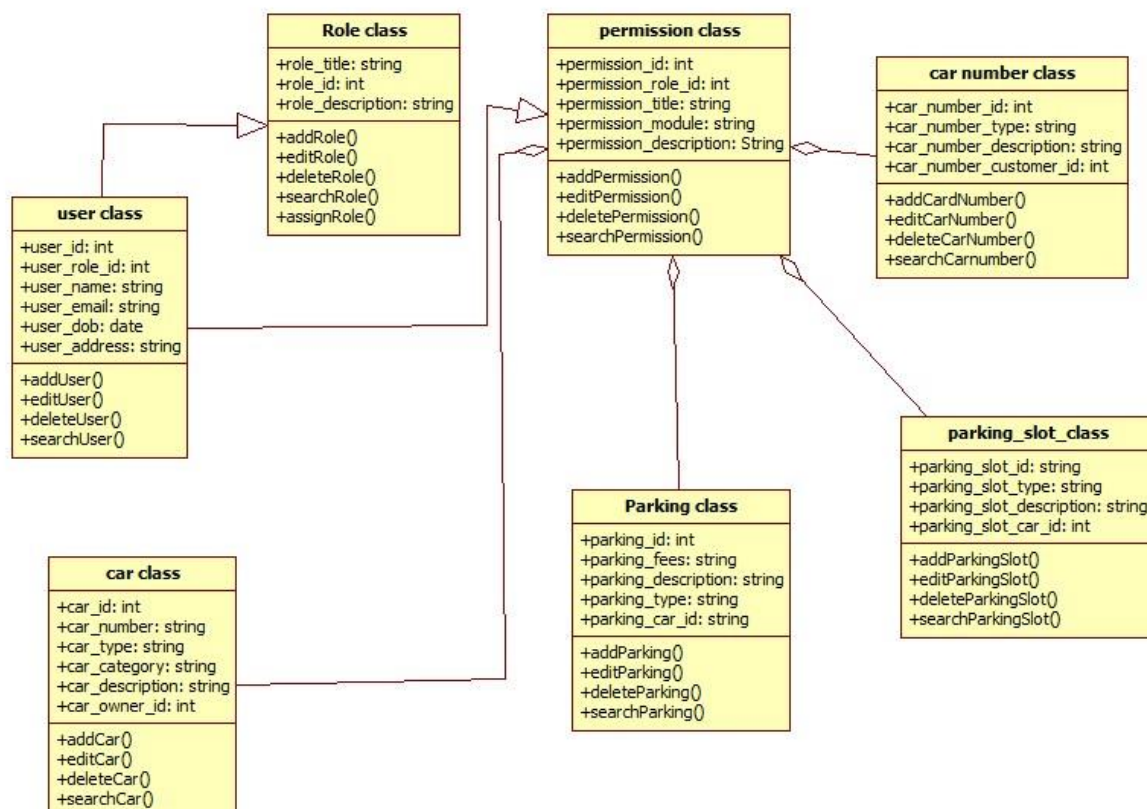 Role class
+role_title: string
+role_id: int
+role_description: string
+addRole()
+editRole()
+deleteRole()
+searchRole()
+assignRole()
permission class
+permission_id: int
+permission_role_id: int
+permission_title: string
+permission_module: string
+permission_description: String
+addPermission()
+editPermission()
+deletePermission()
+searchPermission()
car number class
+car_number_id: int
+car_number_type: string
+car_number_description: string
+car_number_customer_id: int
+addCardNumber()
+editCarNumber()
+deleteCarNumber()
+searchCarnumber()
user class
+user_id: int
+user_role_id: int
+user_name: string
+user_email: string
+user_dob: date
+user_address: string
+addUser()
+editUser()
+deleteUser()
+searchUser()
parking_slot_class
+parking_slot_id: string
+parking_slot_type: string
+parking_slot_description: string
+parking_slot_car_id: int
+addParkingSlot()
+editParkingSlot()
+deleteParkingSlot()
+searchParkingSlot()
Parking class
+parking_id: int
+parking_fees: string
+parking_description: string
+parking_type: string
+parking_car_id: string
+addParking()
+editParking()
+deleteParking()
+searchParking()
car class
+car_id: int
+car_number: string
+car_type: string
+car_category: string
+car_description: string
+car_owner_id: int
+addCar()
+editCar()
+deleteCar()
+searchCar()